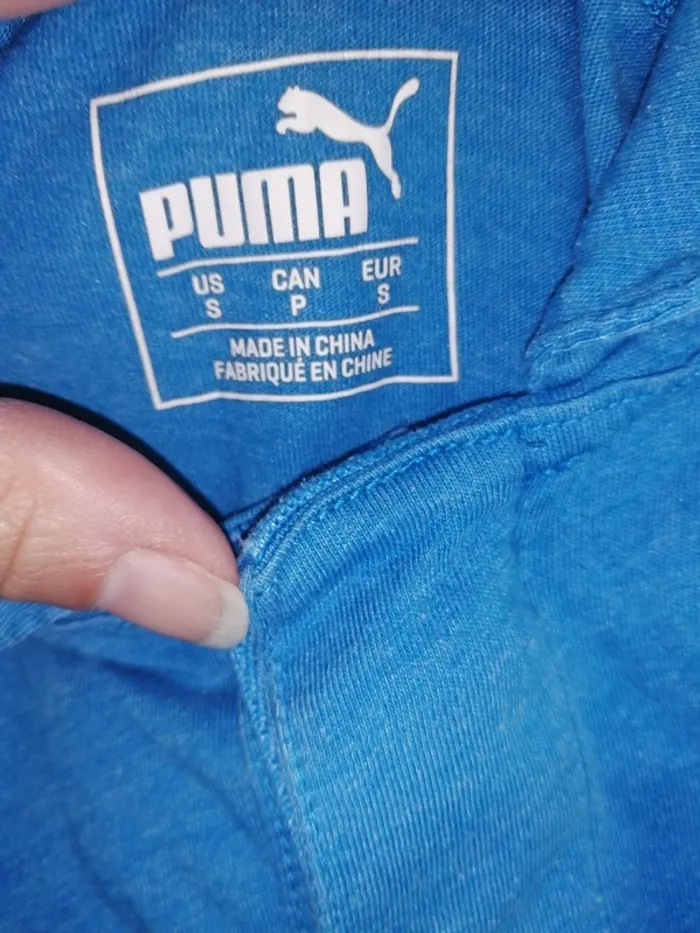 PUMA
US CAN EUR
S P S
MADE IN CHINA
FABRIQUÉ EN CHINE